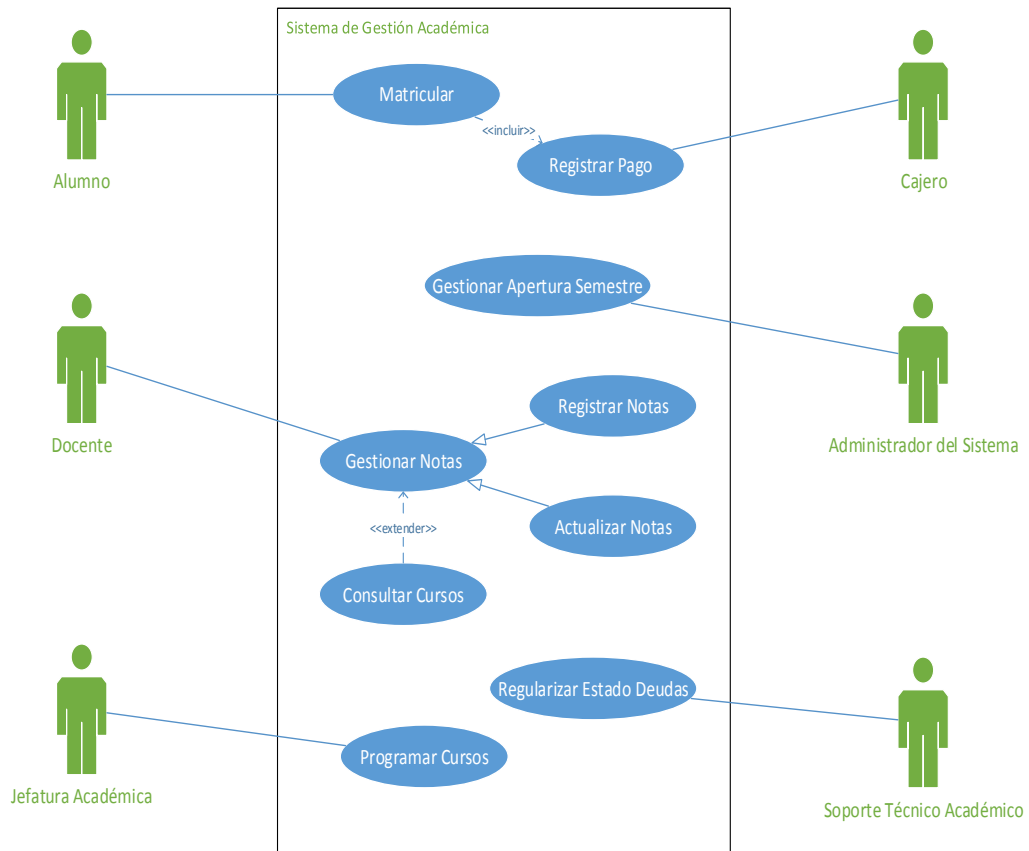 Sistema de Gestión Académica
Matricular
<<incluir>>
Registrar Pago
Alumno
Cajero
Gestionar Apertura Semestre
Registrar Notas
Docente
Administrador del Sistema
Gestionar Notas
Actualizar Notas
<<extender>>
Consultar Cursos
Regularizar Estado Deudas
Programar Cursos
Jefatura Académica
Soporte Técnico Académico